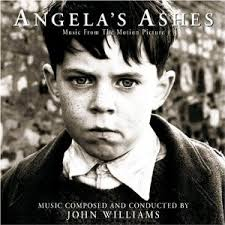 ANGELA'S ASHES
Music From The Motion Picture
MUSIC COMPOSED AND CONDUCTED BY
JOHN WILLIAMS